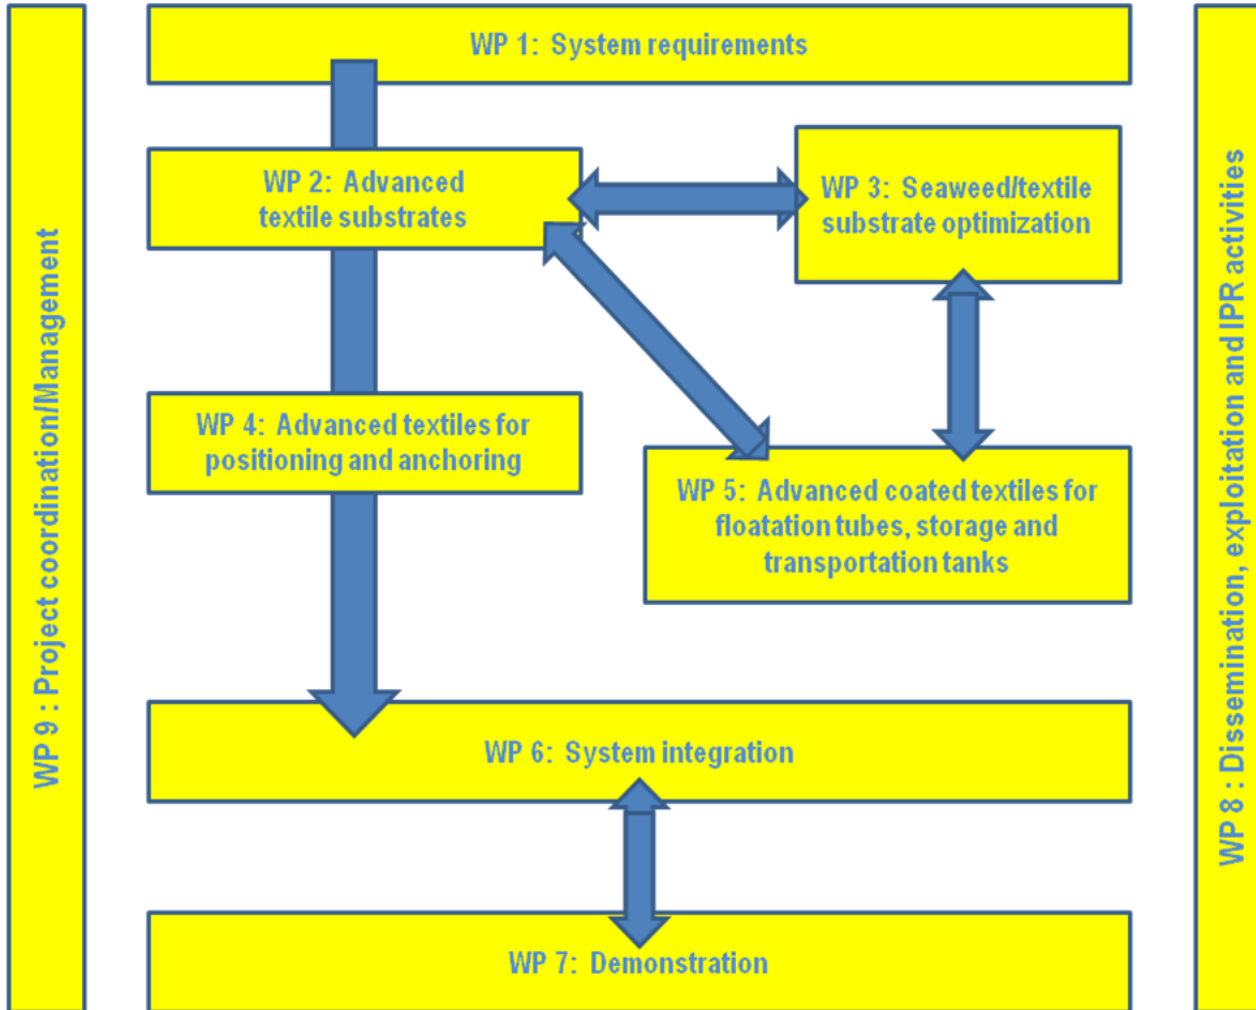 WP 9 : Project coordination/Management
WP 1: System requirements
WP 2: Advanced
textile substrates
WP 3: Seaweed/textile
substrate optimization
WP 4: Advanced textiles for
positioning and anchoring
WP 5: Advanced coated textiles for
floatation tubes, storage and
transportation tanks
WP 6: System integration
WP 7: Demonstration
WP 8 : Dissemination, exploitation and IPR activities